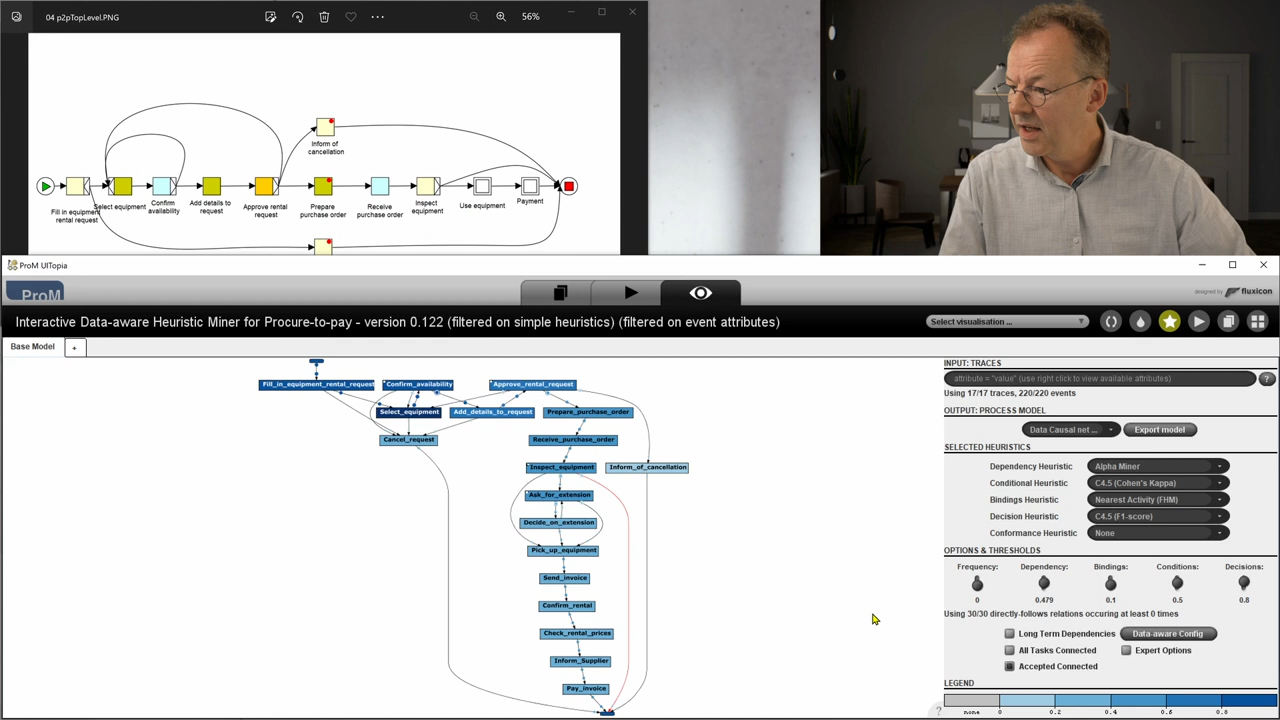 04 p2pTopLevel.PNG
56%
Inform of
cancellation
Fill in equipment
rental request
Select equipment
Confirm
availability
Add details to
request
Approve rental
request
Prepare
purchase order
Receive
purchase order
Inspect
equipment
Use equipment
Payment
ProM UITopia
ProM
designed by fluxicon
Interactive Data-aware Heuristic Miner for Procure-to-pay - version 0.122 (filtered on simple heuristics) (filtered on event attributes)
Select visualisation ...
Base Model
+
Fill_in_equipment_rental_request
Confirm_availability
Approve_rental_request
Select_equipment
Add_details_to_request
Prepare_purchase_order
Cancel_request
Receive_purchase_order
Inspect_equipment
Inform_of_cancellation
Ask_for_extension
Decide_on_extension
Pick_up_equipment
Send_invoice
Confirm_rental
Check_rental_prices
Inform_Supplier
Pay_invoice
INPUT: TRACES
attribute = "value" (use right click to view available attributes)
?
Using 17/17 traces, 220/220 events
OUTPUT: PROCESS MODEL
Data Causal net ...
Export model
SELECTED HEURISTICS
Dependency Heuristic Alpha Miner
Conditional Heuristic C4.5 (Cohen's Kappa)
Bindings Heuristic Nearest Activity (FHM)
Decision Heuristic C4.5 (F1-score)
Conformance Heuristic None
OPTIONS & THRESHOLDS
Frequency: Dependency: Bindings: Conditions: Decisions:
0 0.479 0.1 0.5 0.8
Using 30/30 directly-follows relations occuring at least 0 times
Long Term Dependencies Data-aware Config
All Tasks Connected Expert Options
Accepted Connected
LEGEND
? none 0 0.2 0.4 0.6 0.8